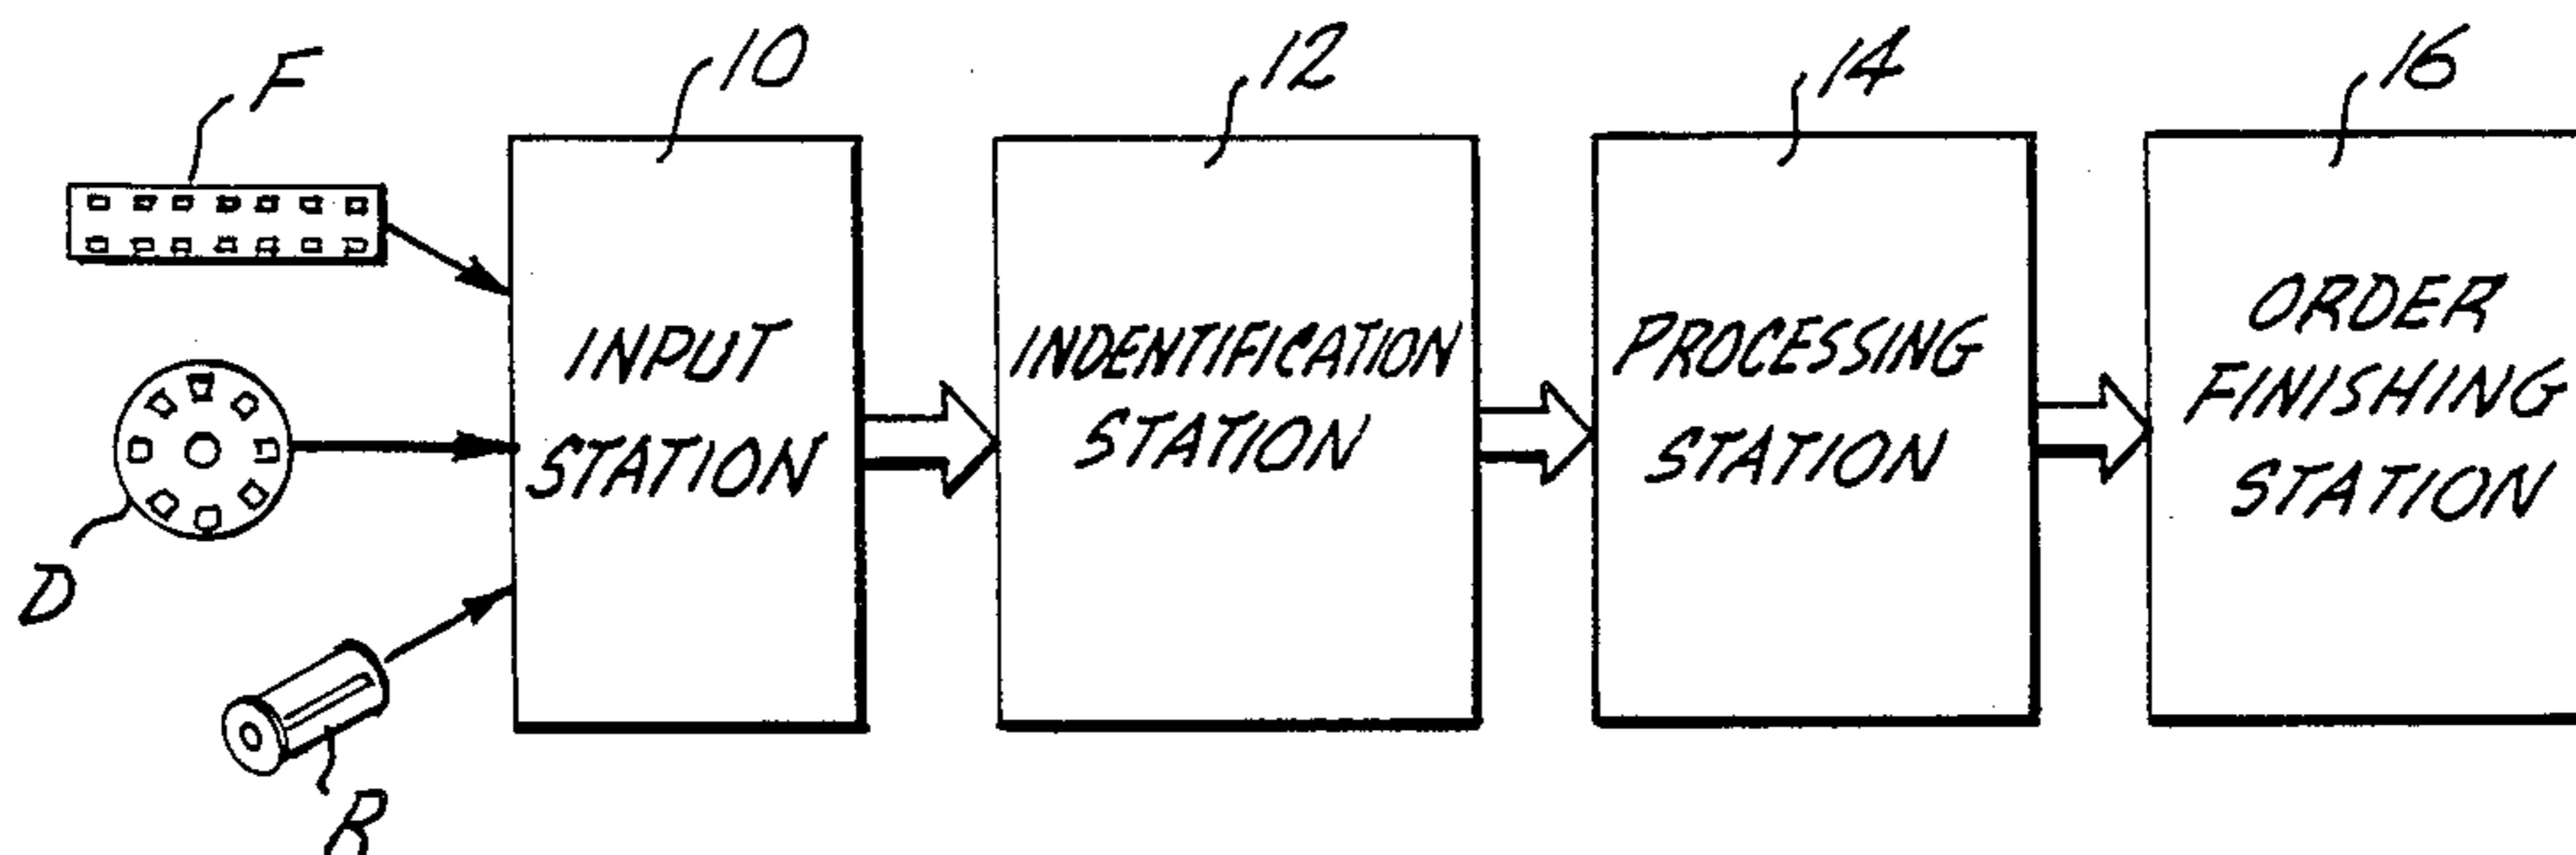 F
10
12
14
16
INPUT
STATION
INDENTIFICATION
STATION
PROCESSING
STATION
ORDER
FINISHING
STATION
D
R